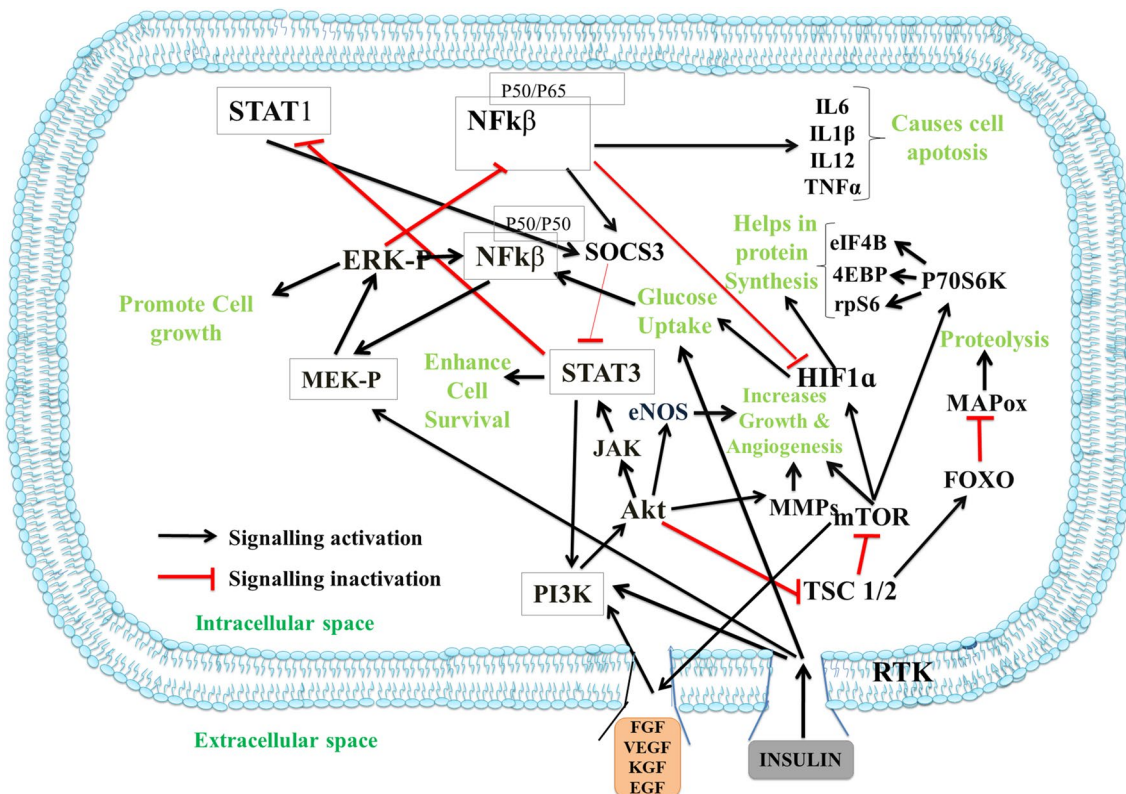 P50/P65
NFkβ
STAT1
IL6
IL1β
IL12
TNFα
Causes cell
apotosis
P50/P50
NFkβ
SOCS3
ERK-P
Helps in
protein
Synthesis
eIF4B
4EBP
rpS6
P70S6K
Promote Cell
growth
Glucose
Uptake
Proteolysis
MEK-P
Enhance
Cell
Survival
STAT3
HIF1α
MAPox
eNOS
Increases
Growth &
Angiogenesis
JAK
FOXO
Akt
MMPs
mTOR
Signalling activation
Signalling inactivation
PI3K
TSC 1/2
Intracellular space
RTK
Extracellular space
FGF
VEGF
KGF
EGF
INSULIN